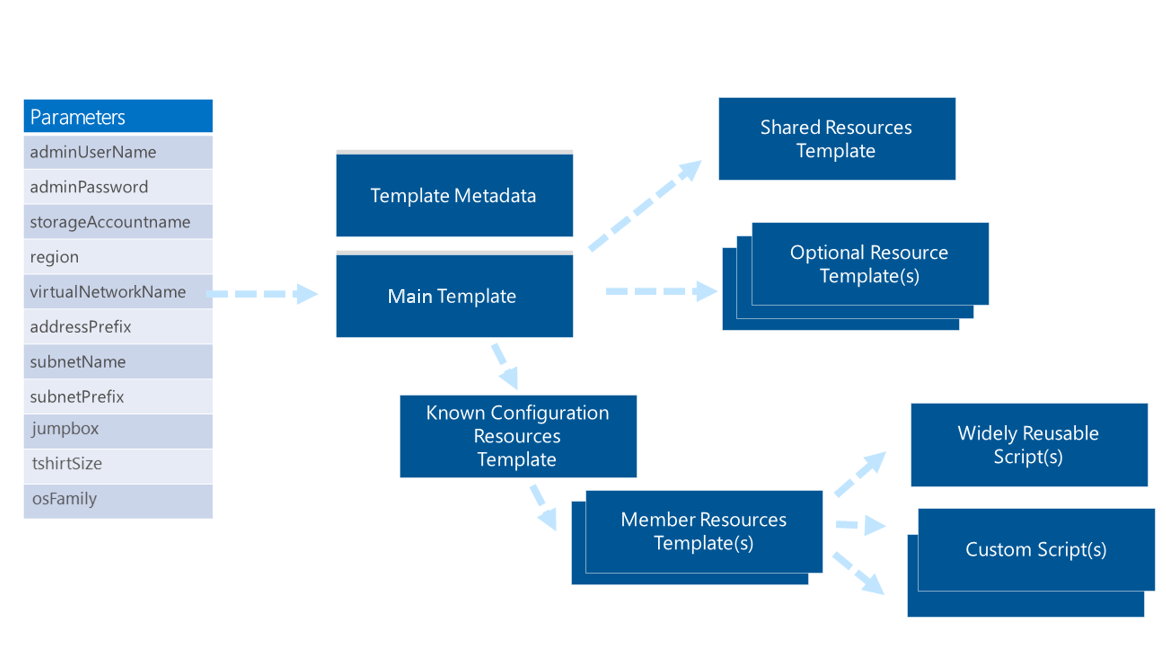 Parameters
adminUserName
adminPassword
storageAccountname
region
virtualNetworkName
addressPrefix
subnetName
subnetPrefix
jumpbox
tshirtSize
osFamily
Template Metadata
Main Template
Shared Resources
Template
Optional Resource
Template(s)
Known Configuration
Resources
Template
Member Resources
Template(s)
Widely Reusable
Script(s)
Custom Script(s)